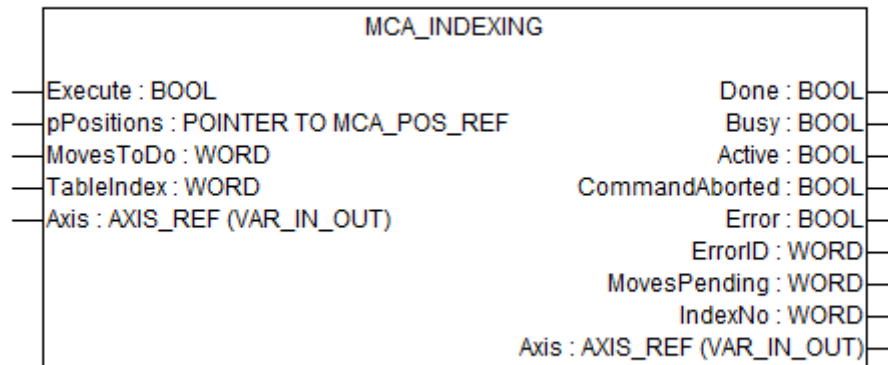 MCA_INDEXING
Execute : BOOL
Done : BOOL
pPositions : POINTER TO MCA_POS_REF
Busy : BOOL
MovesToDo : WORD
Active : BOOL
TableIndex : WORD
CommandAborted : BOOL
Axis : AXIS_REF (VAR_IN_OUT)
Error : BOOL
ErrorID : WORD
MovesPending : WORD
IndexNo : WORD
Axis : AXIS_REF (VAR_IN_OUT)